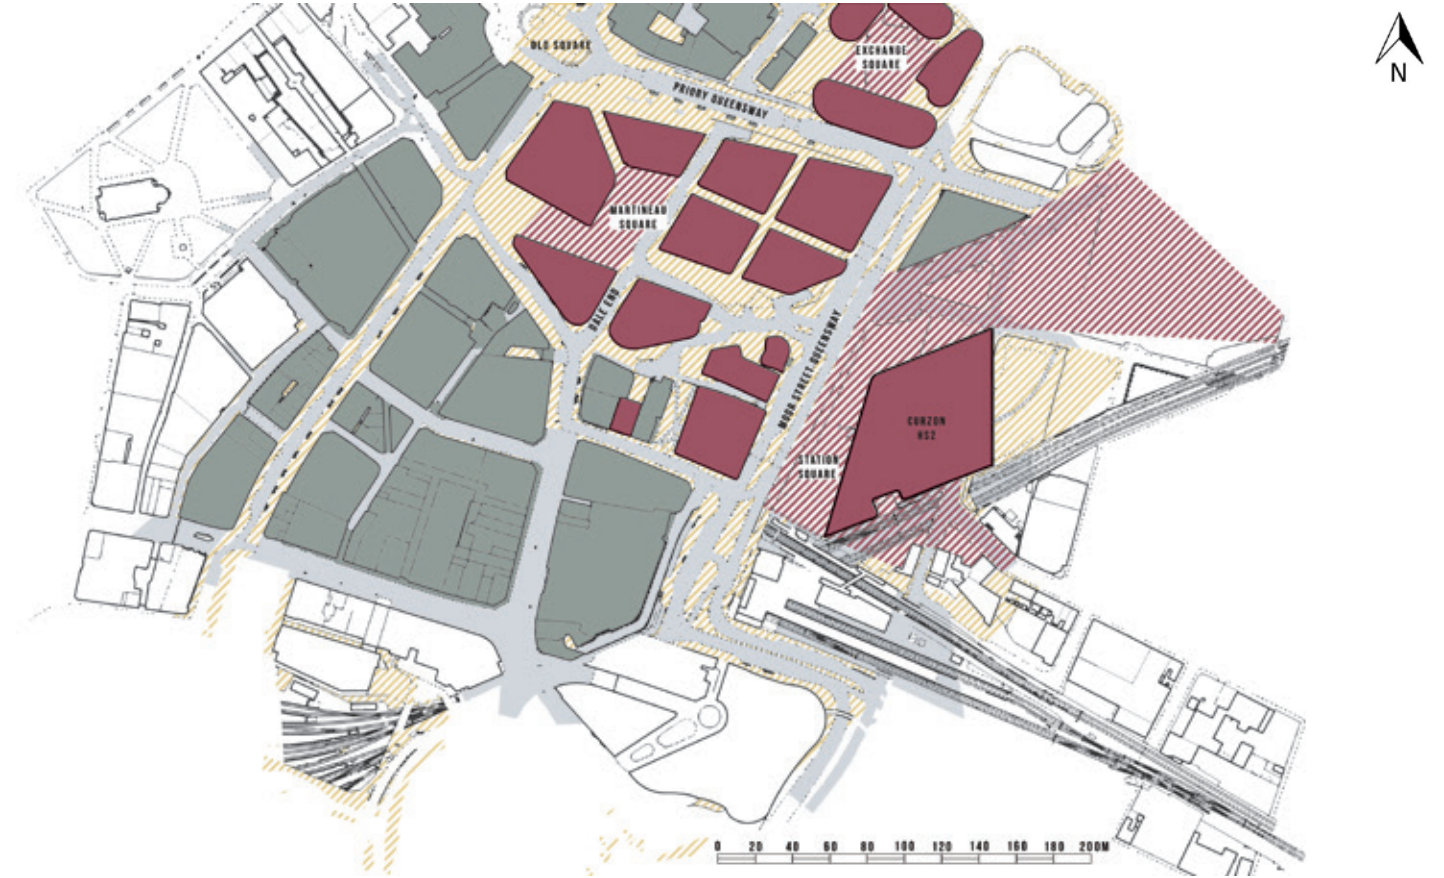 N
OLD SQUARE
EXCHANGE
SQUARE
PRIORY QUEENSWAY
MARTINEAU
SQUARE
DALE END
MOOR STREET QUEENSWAY
CURZON
HS2
STATION
SQUARE
0 20 40 60 80 100 120 140 160 180 200M